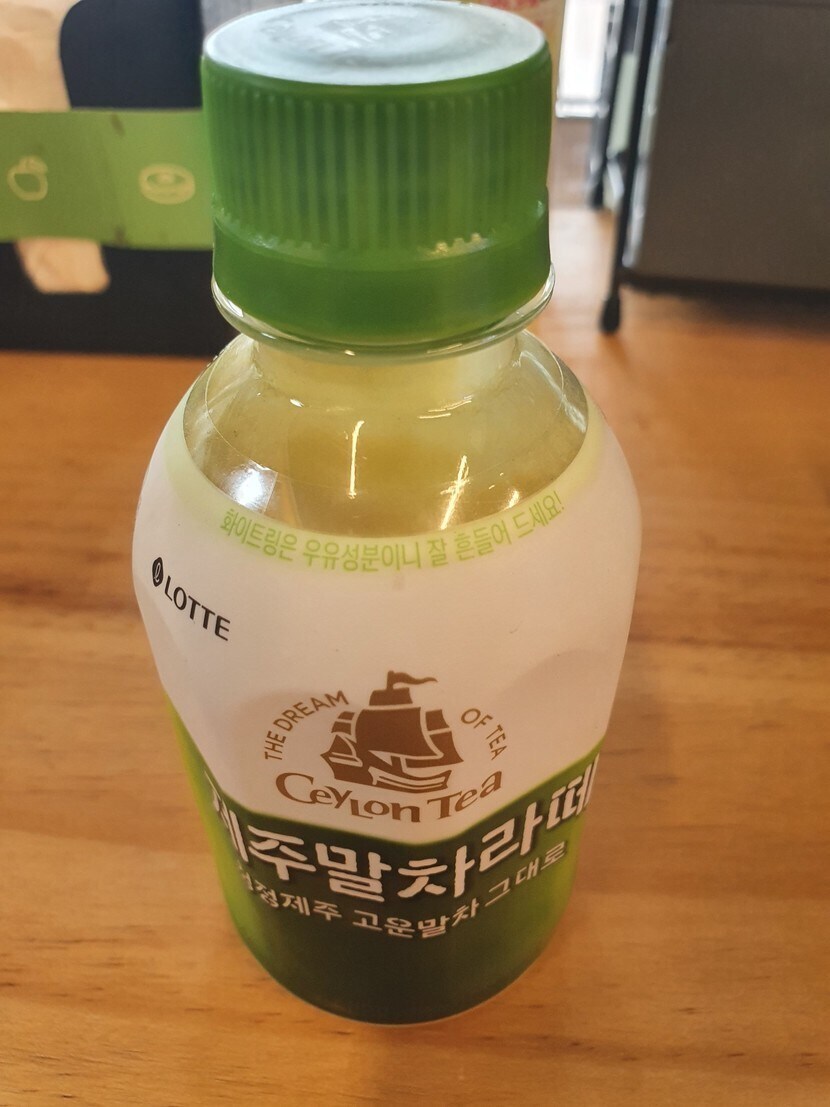 화이트링은 우유성분이니 잘 흔들어 드세요!
LOTTE
THE DREAM OF TEA
Ceylon Tea
제주말차라떼
청정제주 고운말차 그대로